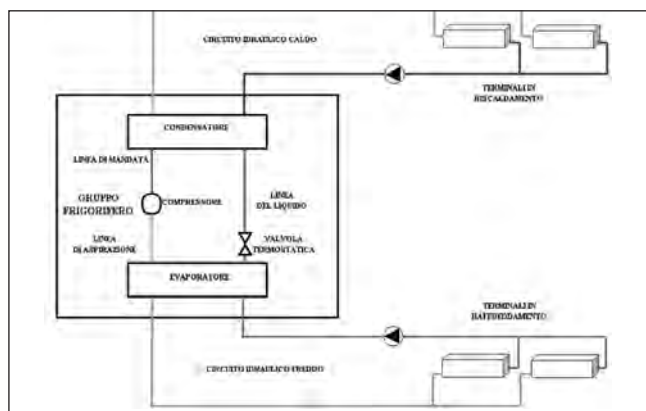 CIRCUITO IDRAULICO CALDO
TERMINALI IN
RISCALDAMENTO
CONDENSATORE
LINEA DI MANDATA
GRUPPO
FRIGORIFERO
COMPRESSORE
LINEA
DEL LIQUIDO
LINEA
DI ASPIRAZIONE
VALVOLA
TERMOSTATICA
EVAPORATORE
TERMINALI IN
RAFFREDDAMENTO
CIRCUITO IDRAULICO FREDDO